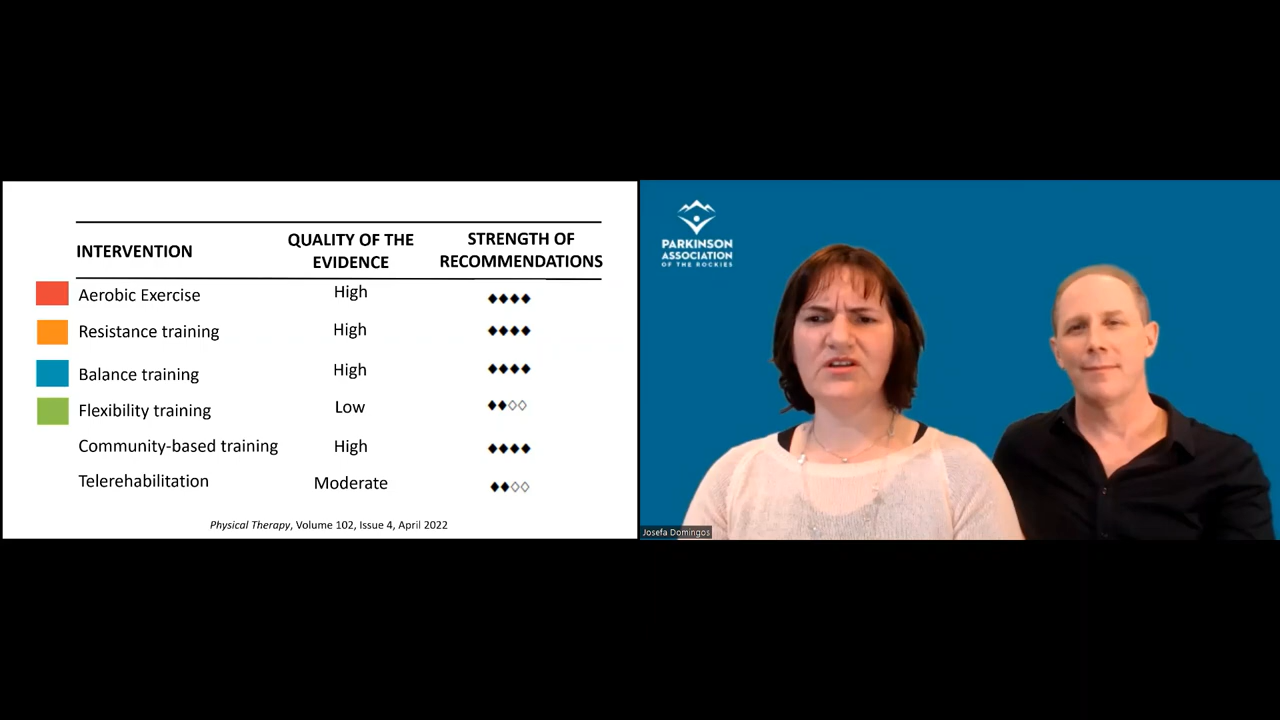 INTERVENTION
QUALITY OF THE
EVIDENCE
STRENGTH OF
RECOMMENDATIONS
Aerobic Exercise High ♦♦♦♦
Resistance training High ♦♦♦♦
Balance training High ♦♦♦♦
Flexibility training Low ♦♦♢♢
Community-based training High ♦♦♦♦
Telerehabilitation Moderate ♦♦♢♢
Physical Therapy, Volume 102, Issue 4, April 2022
PARKINSON
ASSOCIATION
OF THE ROCKIES
Josefa Domingos